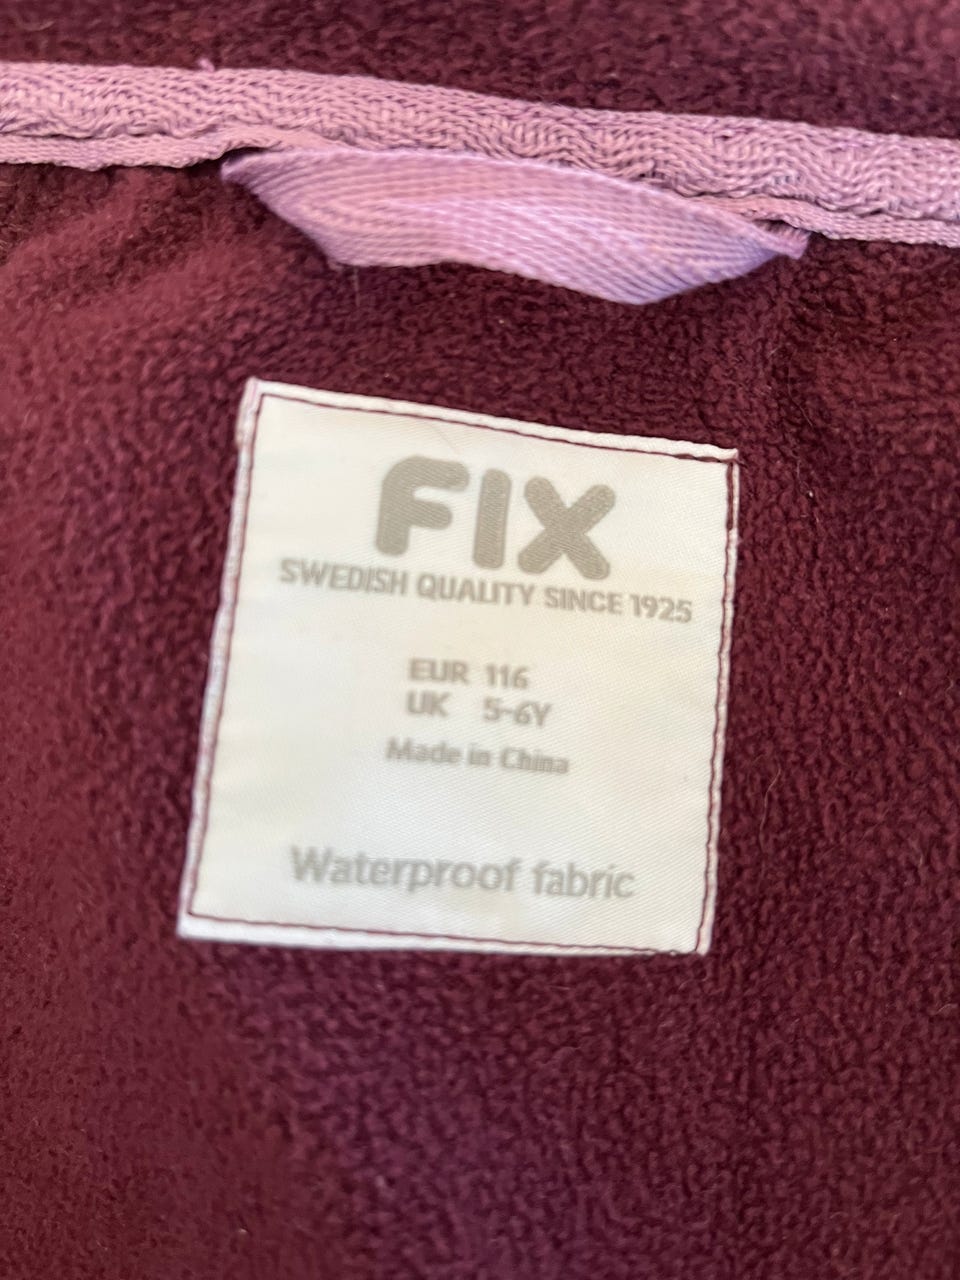 FIX
SWEDISH QUALITY SINCE 1925
EUR 116
UK 5-6Y
Made in China
Waterproof fabric